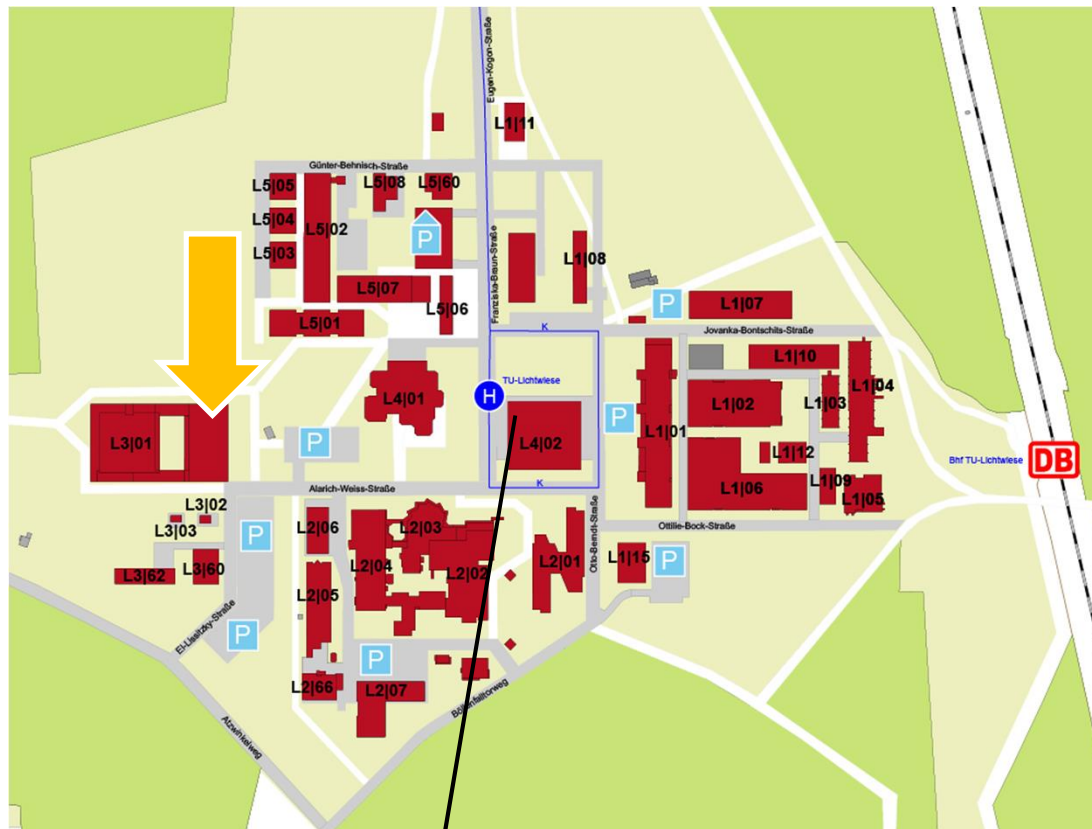 Eugen-Kogon-Straße
L1|11
Günter-Behnisch-Straße
L5|05
L5|08
L5|60
L5|04
L5|02
P
L5|03
Franziska-Braun-Straße
L1|08
L5|07
L5|06
P
L1|07
L5|01
K
Jovanka-Bontschits-Straße
L1|10
L1|04
TU-Lichtwiese
H
L4|01
L1|02
L1|03
P
L1|01
L3|01
P
L4|02
L1|12
Bhf TU-Lichtwiese
DB
K
Alarich-Weiss-Straße
L1|06
L1|09
L1|05
L3|02
L3|03
L2|06
L2|03
Otto-Berndt-Straße
Ottilie-Bock-Straße
P
L2|04
L2|02
L2|01
L1|15
P
L3|62
L3|60
L2|05
El-Lissitzky-Straße
P
P
L2|66
L2|07
Böllenfalltorweg
Atzwinkelweg